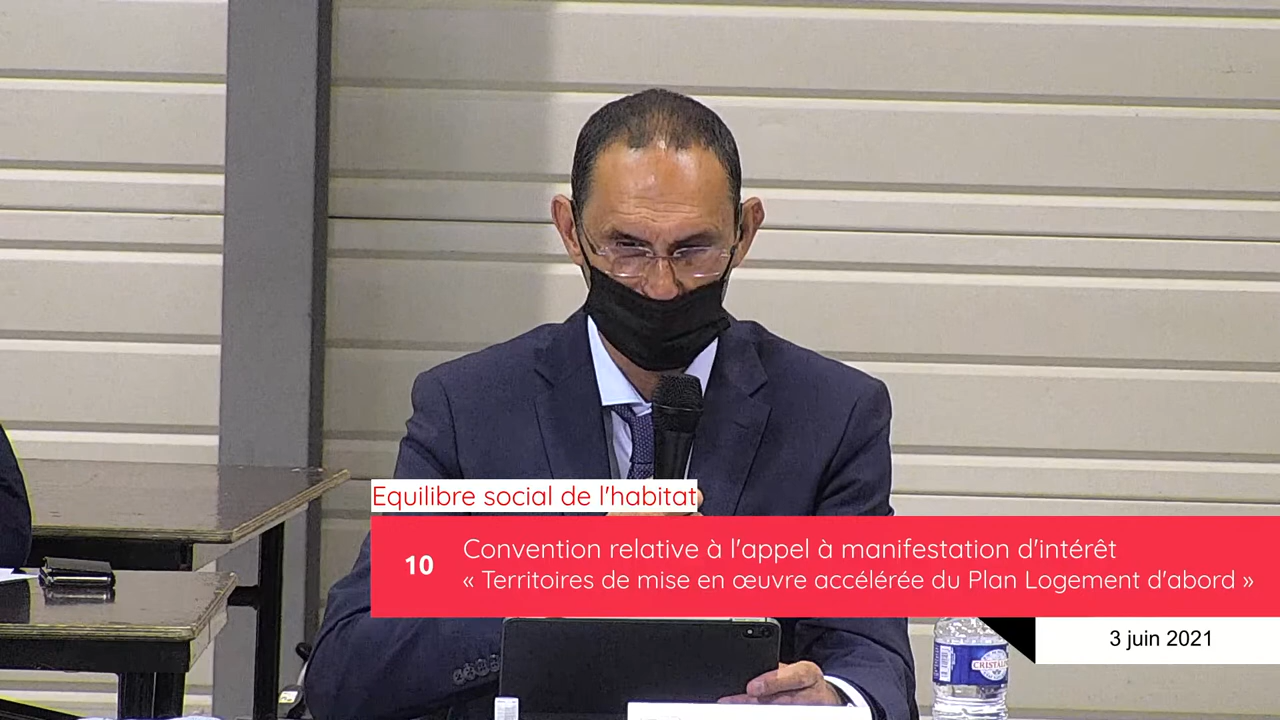 Equilibre social de l'habitat
10
Convention relative à l'appel à manifestation d'intérêt
« Territoires de mise en œuvre accélérée du Plan Logement d'abord »
3 juin 2021